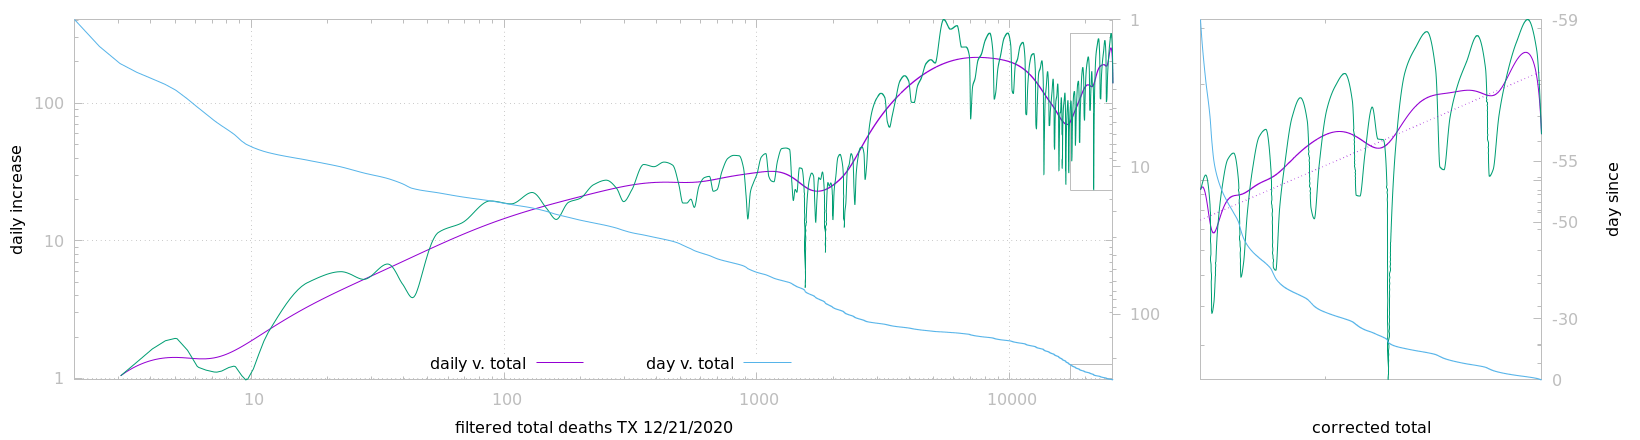 daily increase
100
10
1
10
100
1000
10000
filtered total deaths TX 12/21/2020
daily v. total
day v. total
1
10
100
-59
-55
-50
-30
0
day since
corrected total